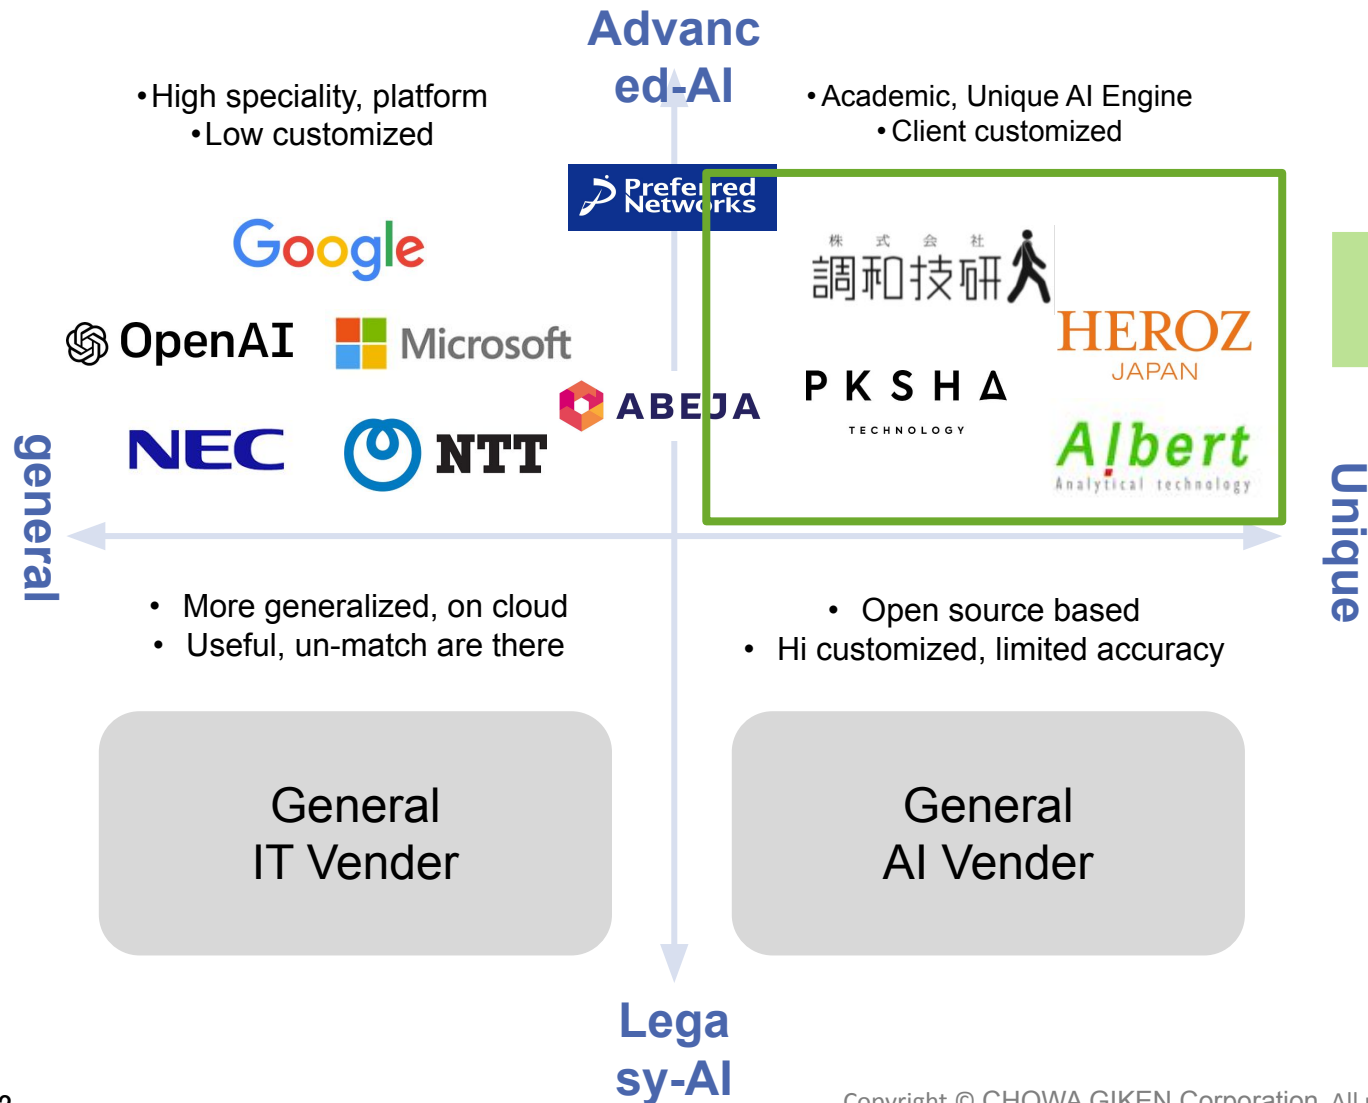 Advanc
ed-AI
•High speciality, platform
•Low customized
•Academic, Unique AI Engine
•Client customized
Preferred
Networks
Google
株式会社
調和技研
OpenAI
Microsoft
HEROZ
JAPAN
PKSHA
TECHNOLOGY
ABEJA
NEC
NTT
Albert
Analytical technology
general
Unique
• More generalized, on cloud
• Useful, un-match are there
• Open source based
• Hi customized, limited accuracy
General
IT Vender
General
AI Vender
Lega
sy-AI
Copyright © CHOWA GIKEN Corporation. All